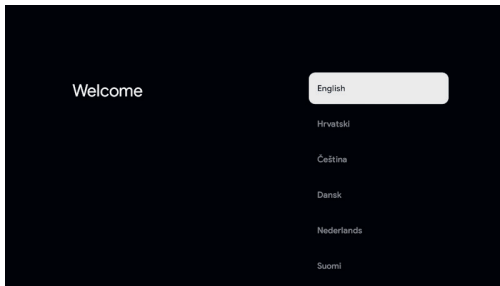 Welcome
English
Hrvatski
Čeština
Dansk
Nederlands
Suomi